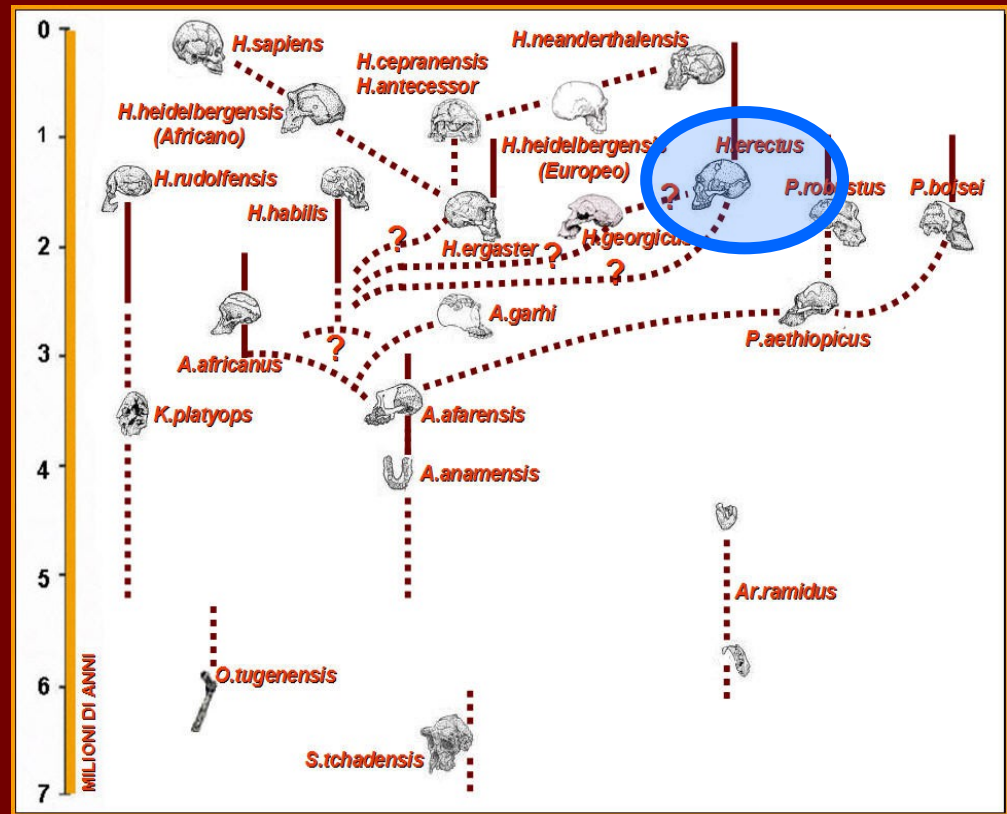 0
H.sapiens
H.neanderthalensis
H.cepranensis
H.antecessor
H.heidelbergensis
(Africano)
1
H.heidelbergensis
(Europeo)
H.erectus
H.rudolfensis
H.habilis
?
P.robustus
P.boisei
2
?
H.ergaster
?
H.georgicus
?
A.garhi
P.aethiopicus
3
?
A.africanus
K.platyops
A.afarensis
4
A.anamensis
5
Ar.ramidus
6
O.tugenensis
S.tchadensis
7
MILIONI DI ANNI